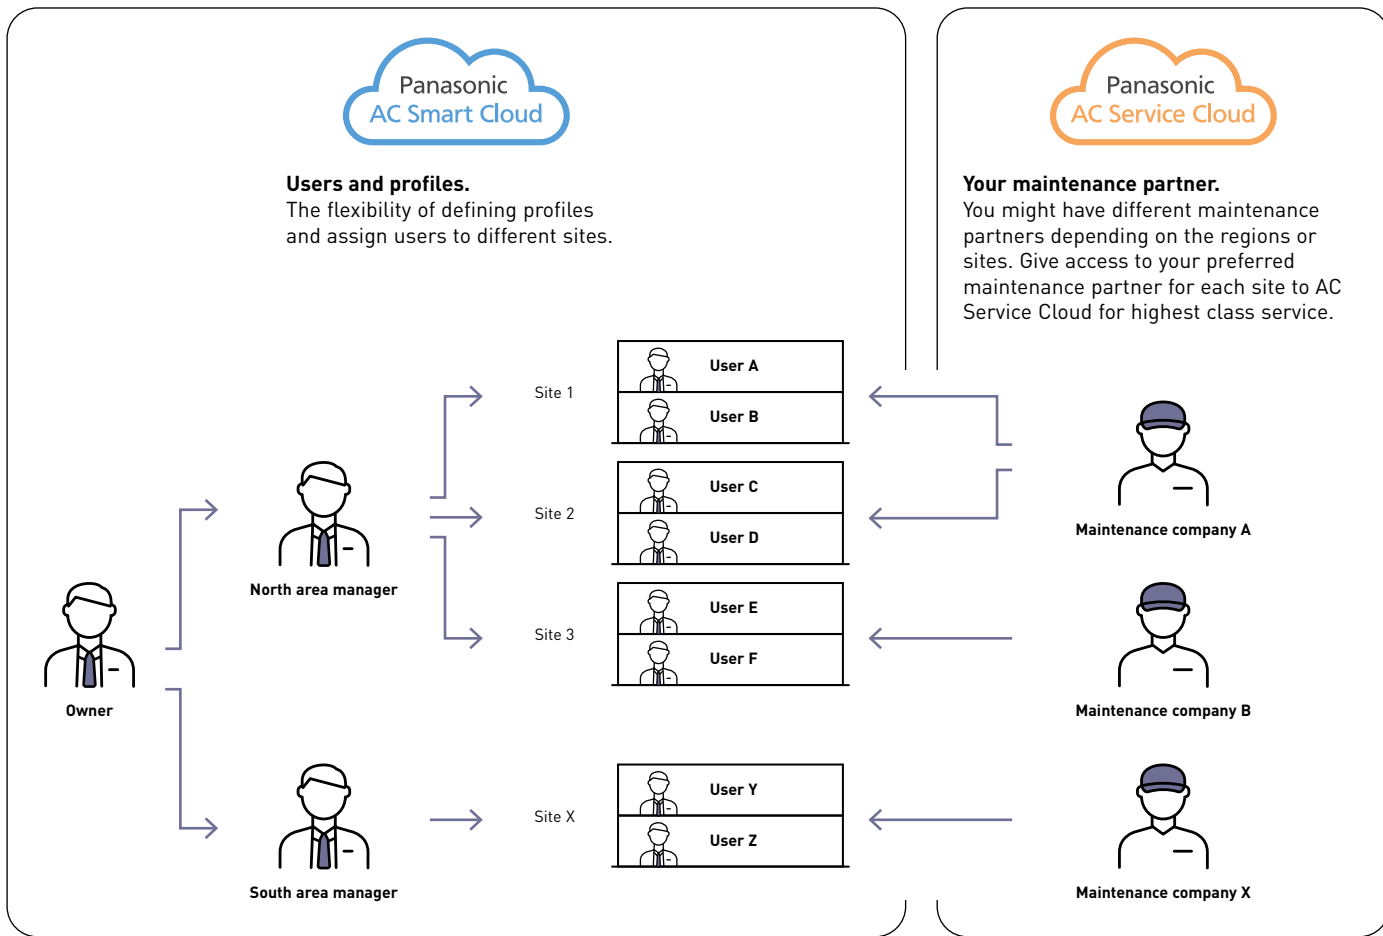 Panasonic
AC Smart Cloud
Users and profiles.
The flexibility of defining profiles
and assign users to different sites.
Panasonic
AC Service Cloud
Your maintenance partner.
You might have different maintenance
partners depending on the regions or
sites. Give access to your preferred
maintenance partner for each site to AC
Service Cloud for highest class service.
Owner
North area manager
South area manager
Site 1
User A
User B
Site 2
User C
User D
Site 3
User E
User F
Site X
User Y
User Z
Maintenance company A
Maintenance company B
Maintenance company X